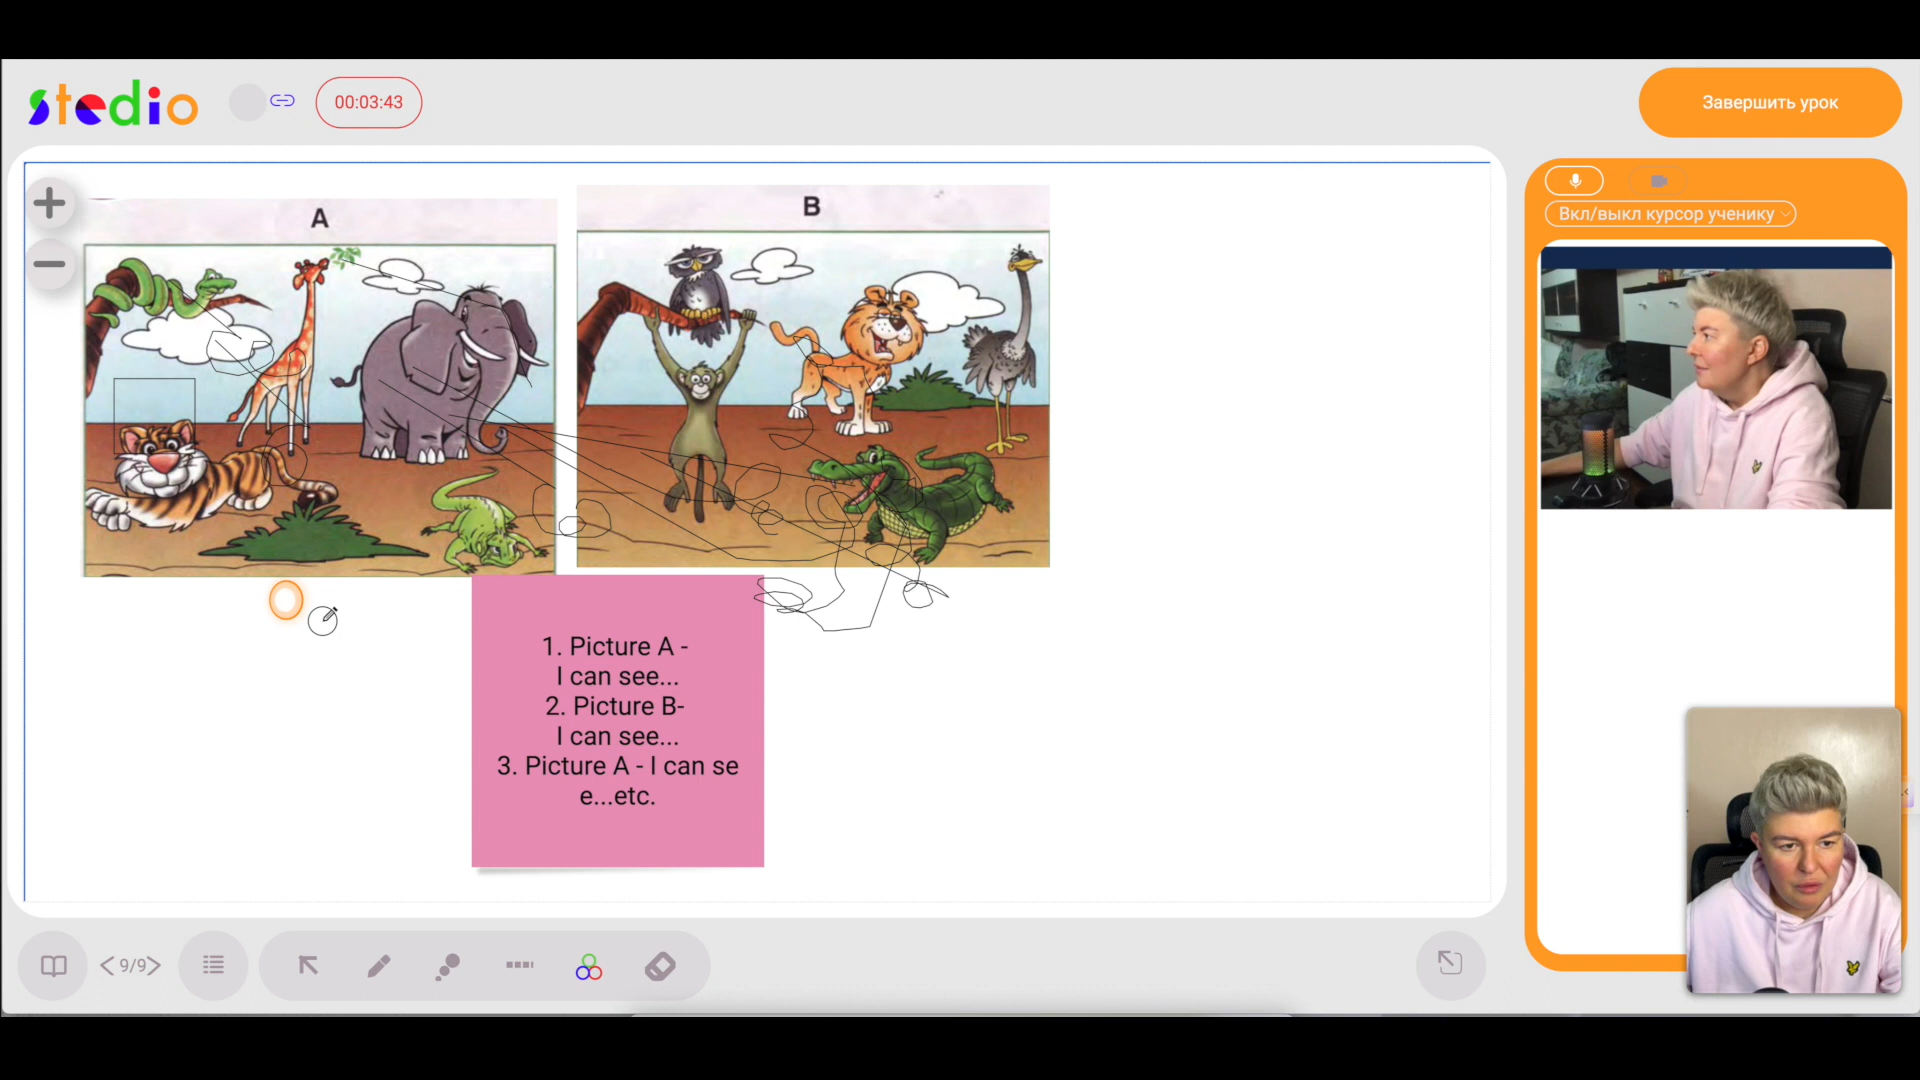 stedio
00:03:43
Завершить урок
Вкл/выкл курсор ученику
A
B
1. Picture A -
I can see...
2. Picture B-
I can see...
3. Picture A - I can se
e...etc.
9/9